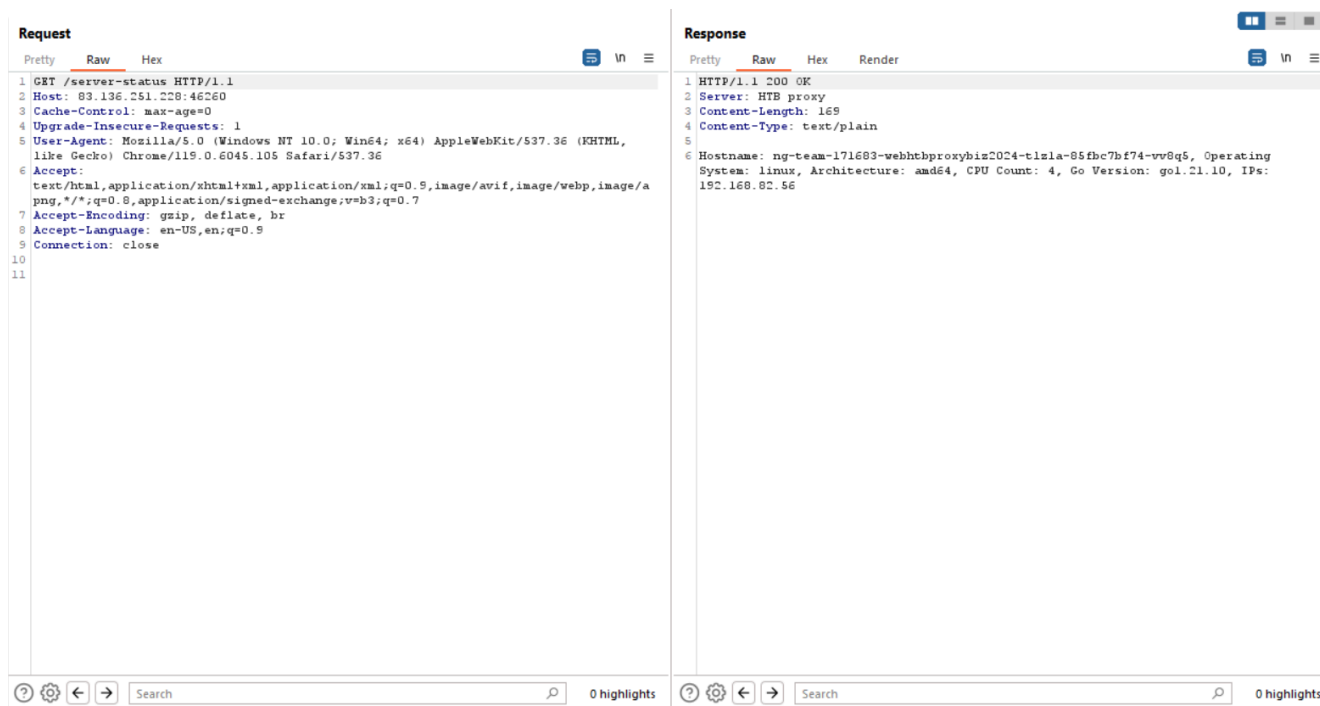 Request
Pretty Raw Hex \n
1 GET /server-status HTTP/1.1
2 Host: 83.136.251.228:46260
3 Cache-Control: max-age=0
4 Upgrade-Insecure-Requests: 1
5 User-Agent: Mozilla/5.0 (Windows NT 10.0; Win64; x64) AppleWebKit/537.36 (KHTML,
like Gecko) Chrome/119.0.6045.105 Safari/537.36
6 Accept:
text/html,application/xhtml+xml,application/xml;q=0.9,image/avif,image/webp,image/a
png,*/*;q=0.8,application/signed-exchange;v=b3;q=0.7
7 Accept-Encoding: gzip, deflate, br
8 Accept-Language: en-US,en;q=0.9
9 Connection: close
10
11
Search 0 highlights
Response
Pretty Raw Hex Render \n
1 HTTP/1.1 200 OK
2 Server: HTB proxy
3 Content-Length: 169
4 Content-Type: text/plain
5
6 Hostname: ng-team-171683-webhtbproxybiz2024-tlzla-85fbc7bf74-vv8q5, Operating
System: linux, Architecture: amd64, CPU Count: 4, Go Version: go1.21.10, IPs:
192.168.82.56
Search 0 highlights